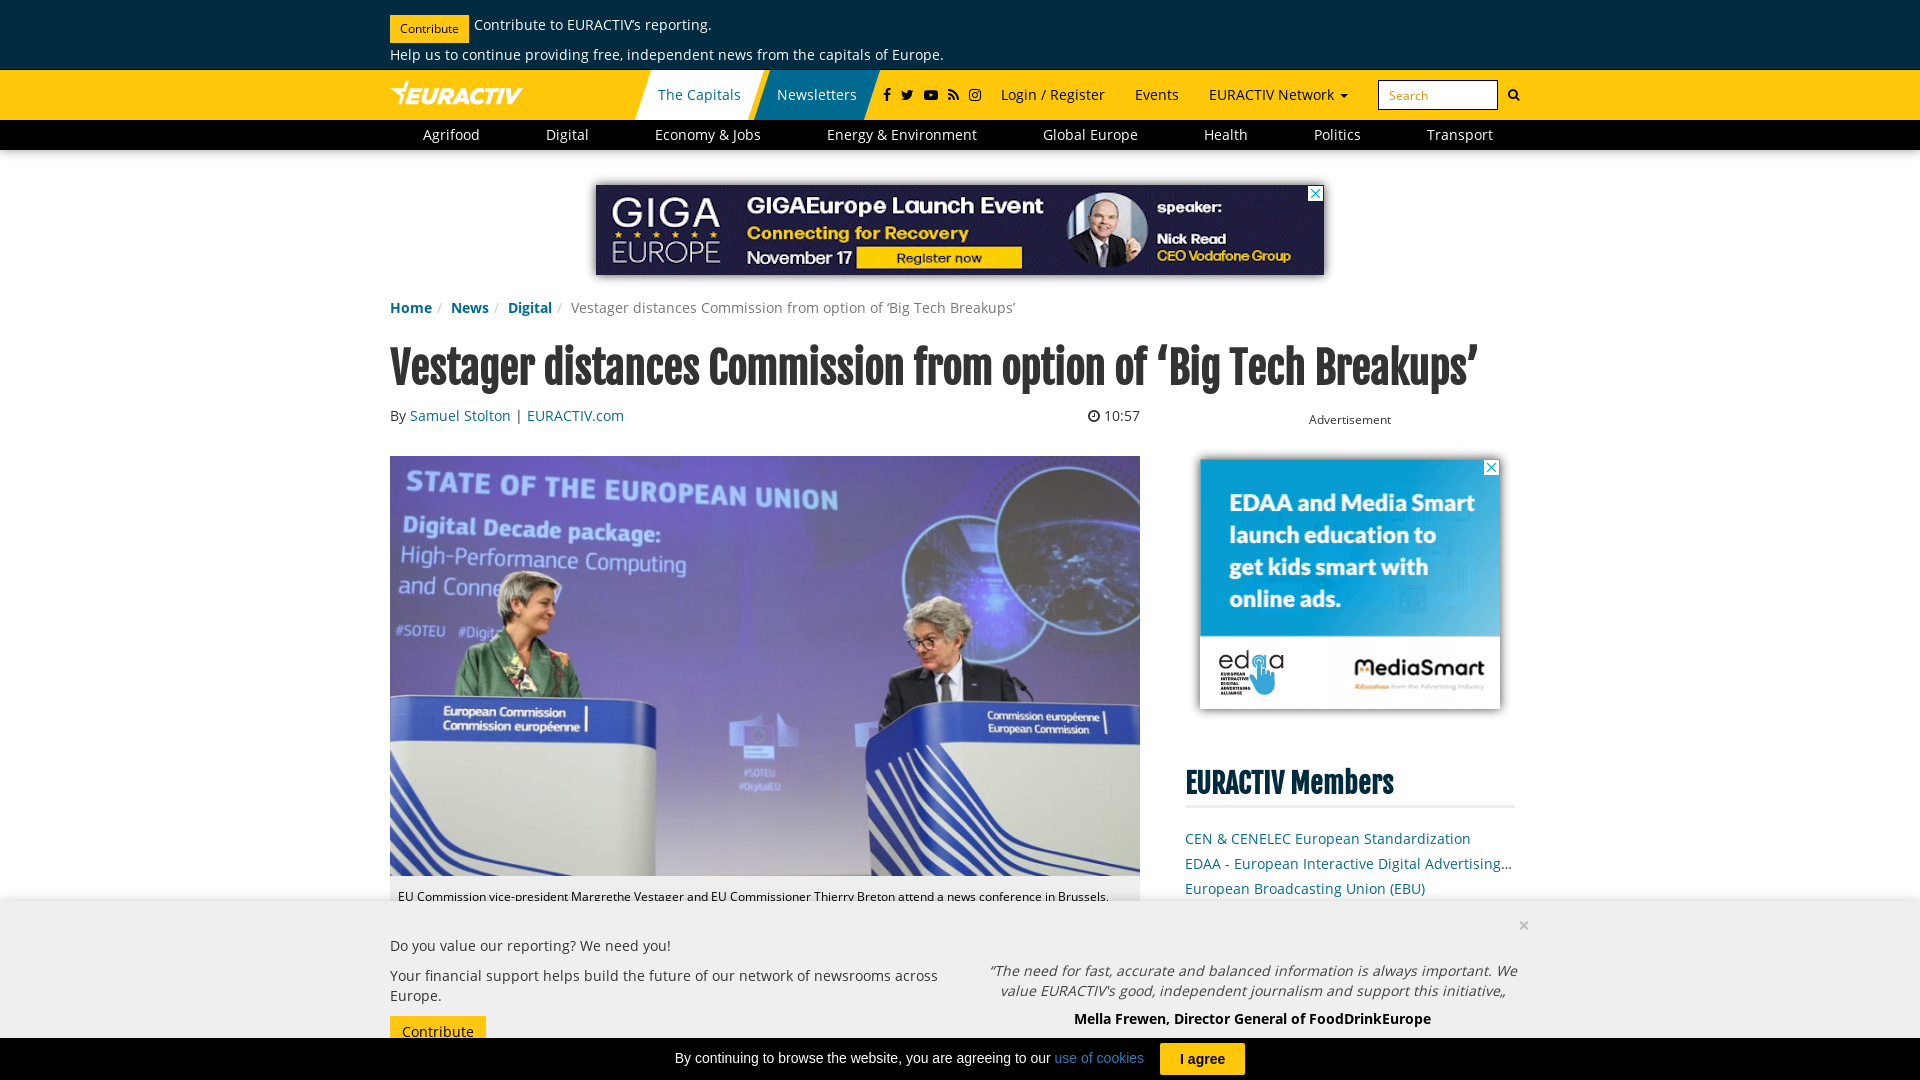 Contribute Contribute to EURACTIV's reporting.
Help us to continue providing free, independent news from the capitals of Europe.
EURACTIV
The Capitals
Newsletters
Login / Register
Events
EURACTIV Network
Search
Agrifood
Digital
Economy & Jobs
Energy & Environment
Global Europe
Health
Politics
Transport
GIGA
EUROPE
GIGAEurope Launch Event
Connecting for Recovery
November 17 Register now
speaker:
Nick Read
CEO Vodafone Group
Home / News / Digital / Vestager distances Commission from option of ‘Big Tech Breakups’
Vestager distances Commission from option of ‘Big Tech Breakups’
By Samuel Stolton | EURACTIV.com
10:57
Advertisement
STATE OF THE EUROPEAN UNION
Digital Decade package:
High-Performance Computing
#SOTEU
European Commission
Commission européenne
Commission européenne
European Commission
#SOTEU
#DigitalEU
EDAA and Media Smart
launch education to
get kids smart with
online ads.
edaa
EUROPEAN
INTERACTIVE
DIGITAL
ADVERTISING
ALLIANCE
MediaSmart
Education from the Advertising Industry
EURACTIV Members
CEN & CENELEC European Standardization
EDAA - European Interactive Digital Advertising...
European Broadcasting Union (EBU)
EU Commission vice-president Margrethe Vestager and EU Commissioner Thierry Breton attend a news conference in Brussels,
×
Do you value our reporting? We need you!
Your financial support helps build the future of our network of newsrooms across
Europe.
Contribute
“The need for fast, accurate and balanced information is always important. We
value EURACTIV's good, independent journalism and support this initiative„
Mella Frewen, Director General of FoodDrinkEurope
By continuing to browse the website, you are agreeing to our use of cookies
I agree